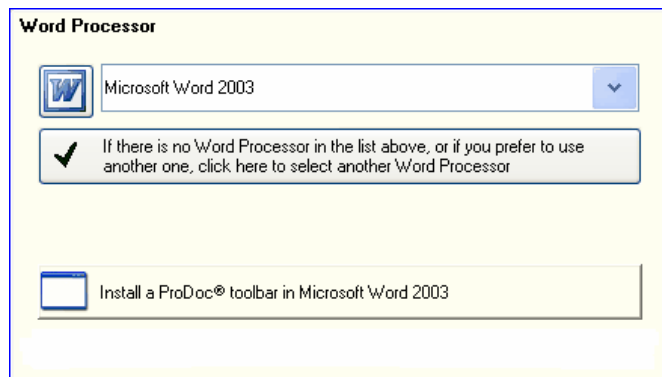 Word Processor
Microsoft Word 2003
If there is no Word Processor in the list above, or if you prefer to use
another one, click here to select another Word Processor
Install a ProDoc® toolbar in Microsoft Word 2003